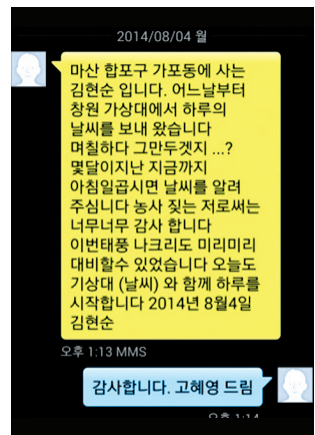 2014/08/04 월
마산 합포구 가포동에 사는
김현순 입니다. 어느날부터
창원 가상대에서 하루의
날씨를 보내 왔습니다
며칠하다 그만두겟지 ...?
몇달이지난 지금까지
아침일곱시면 날씨를 알려
주심니다 농사 짖는 저로써는
너무너무 감사 합니다
이번태풍 나크리도 미리미리
대비할수 있었습니다 오늘도
기상대 (날씨) 와 함께 하루를
시작합니다 2014년 8월4일
김현순
오후 1:13 MMS
감사합니다. 고혜영 드림
오후 1:14